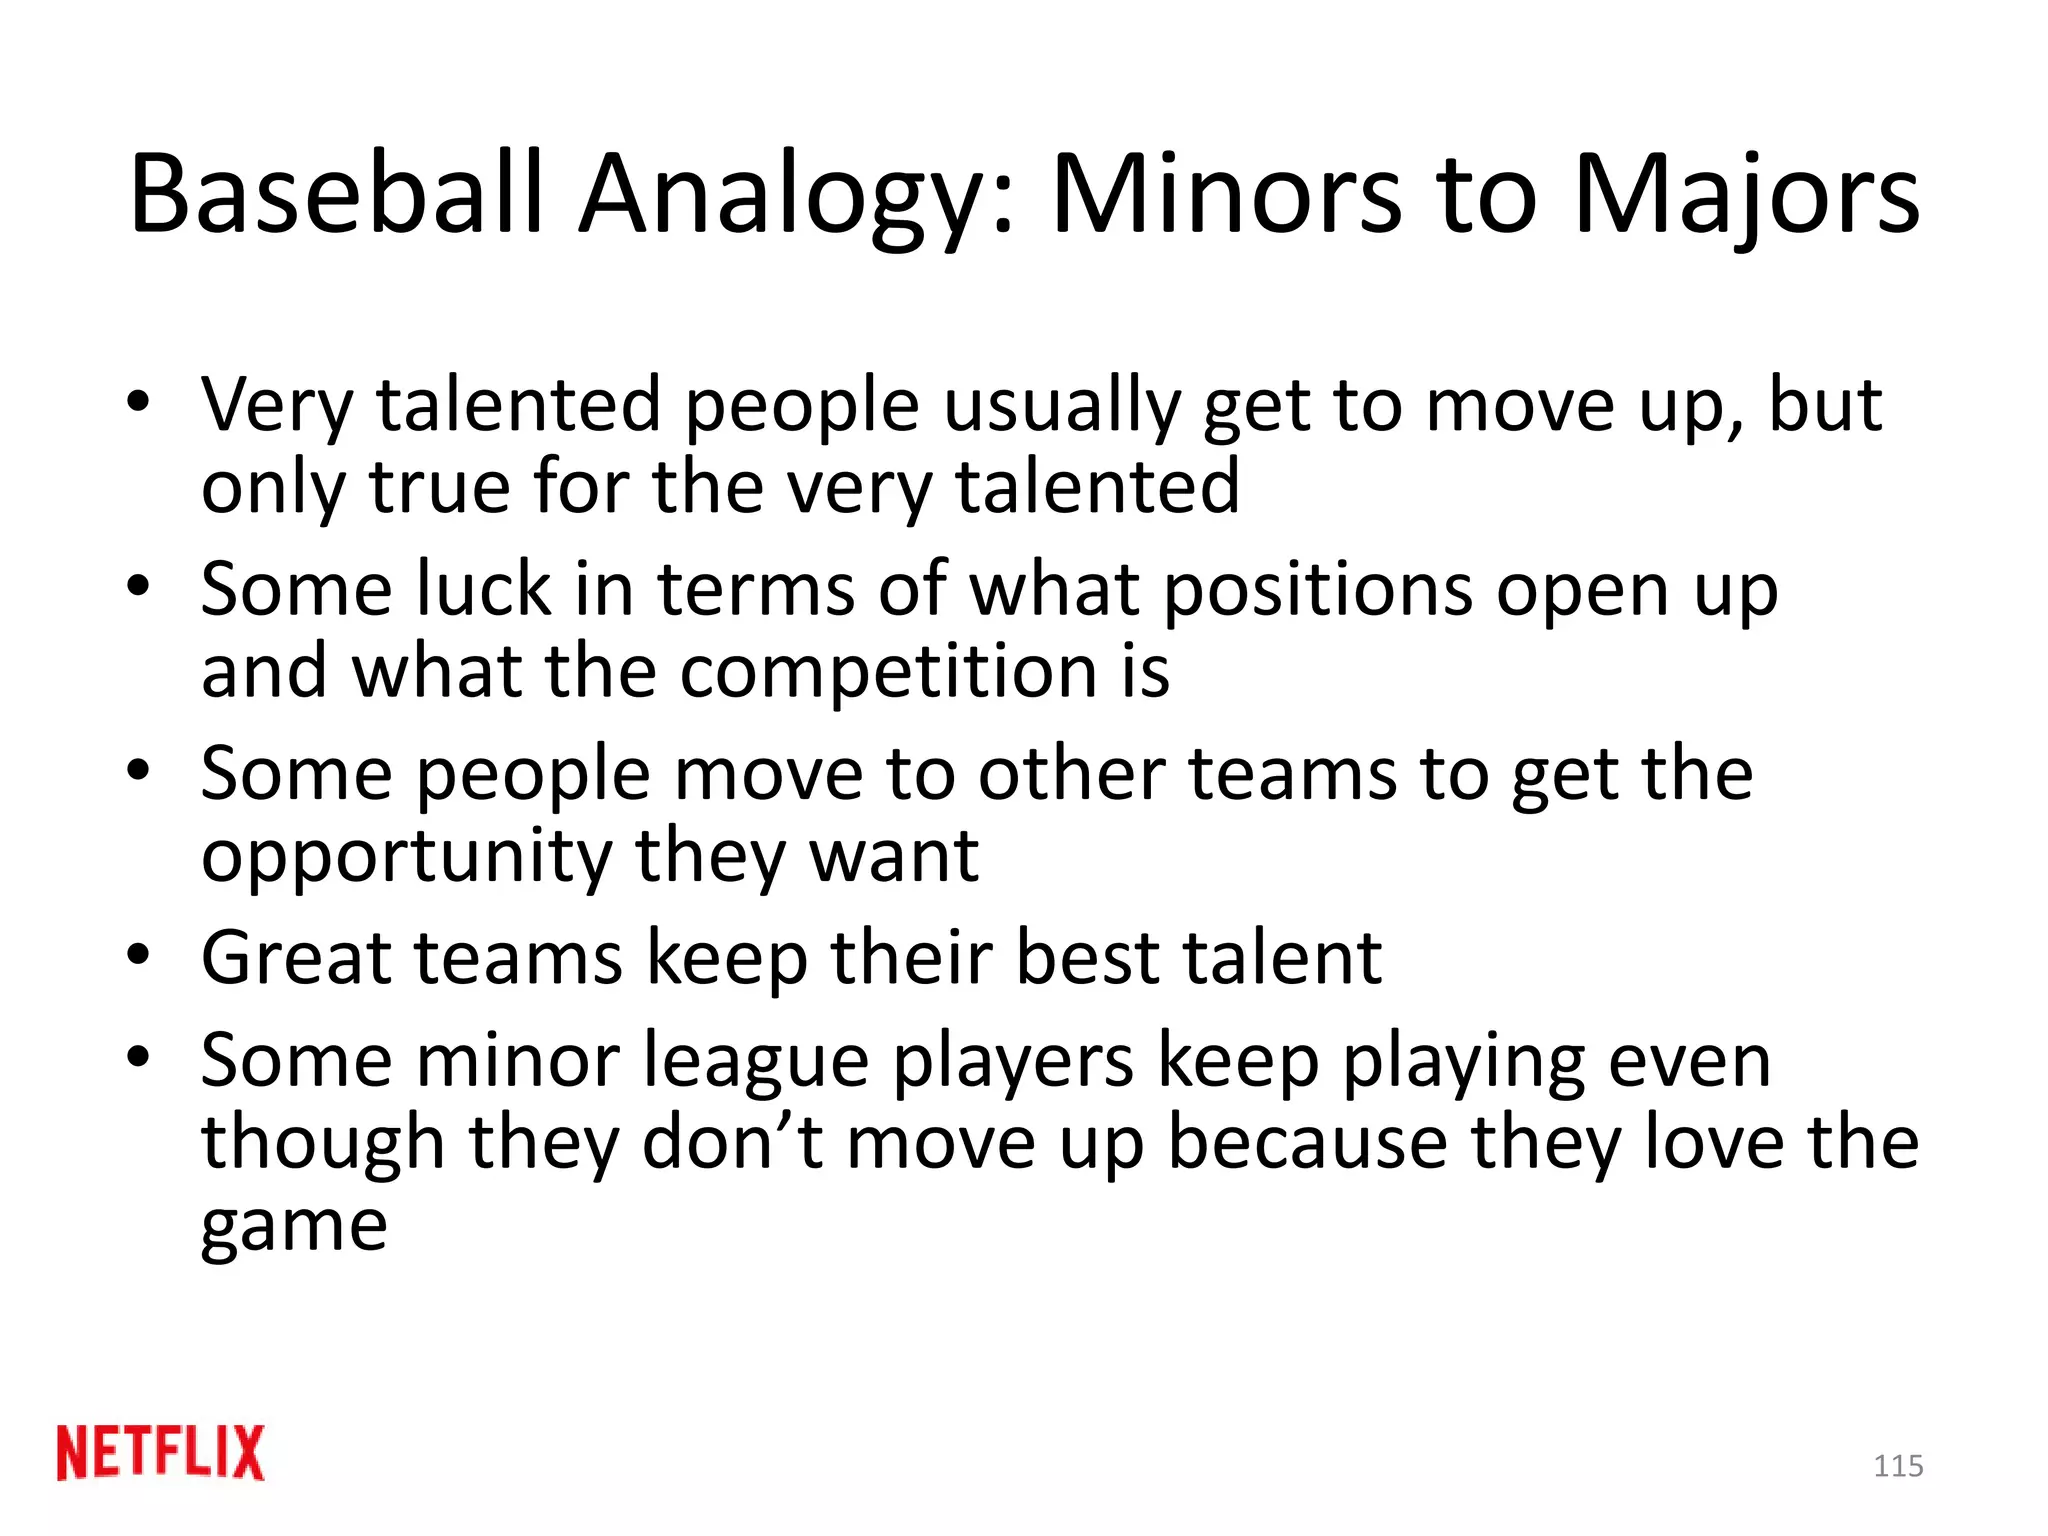 Baseball Analogy: Minors to Majors
• Very talented people usually get to move up, but
only true for the very talented
• Some luck in terms of what positions open up
and what the competition is
• Some people move to other teams to get the
opportunity they want
• Great teams keep their best talent
• Some minor league players keep playing even
though they don’t move up because they love the
game
NETFLIX
115